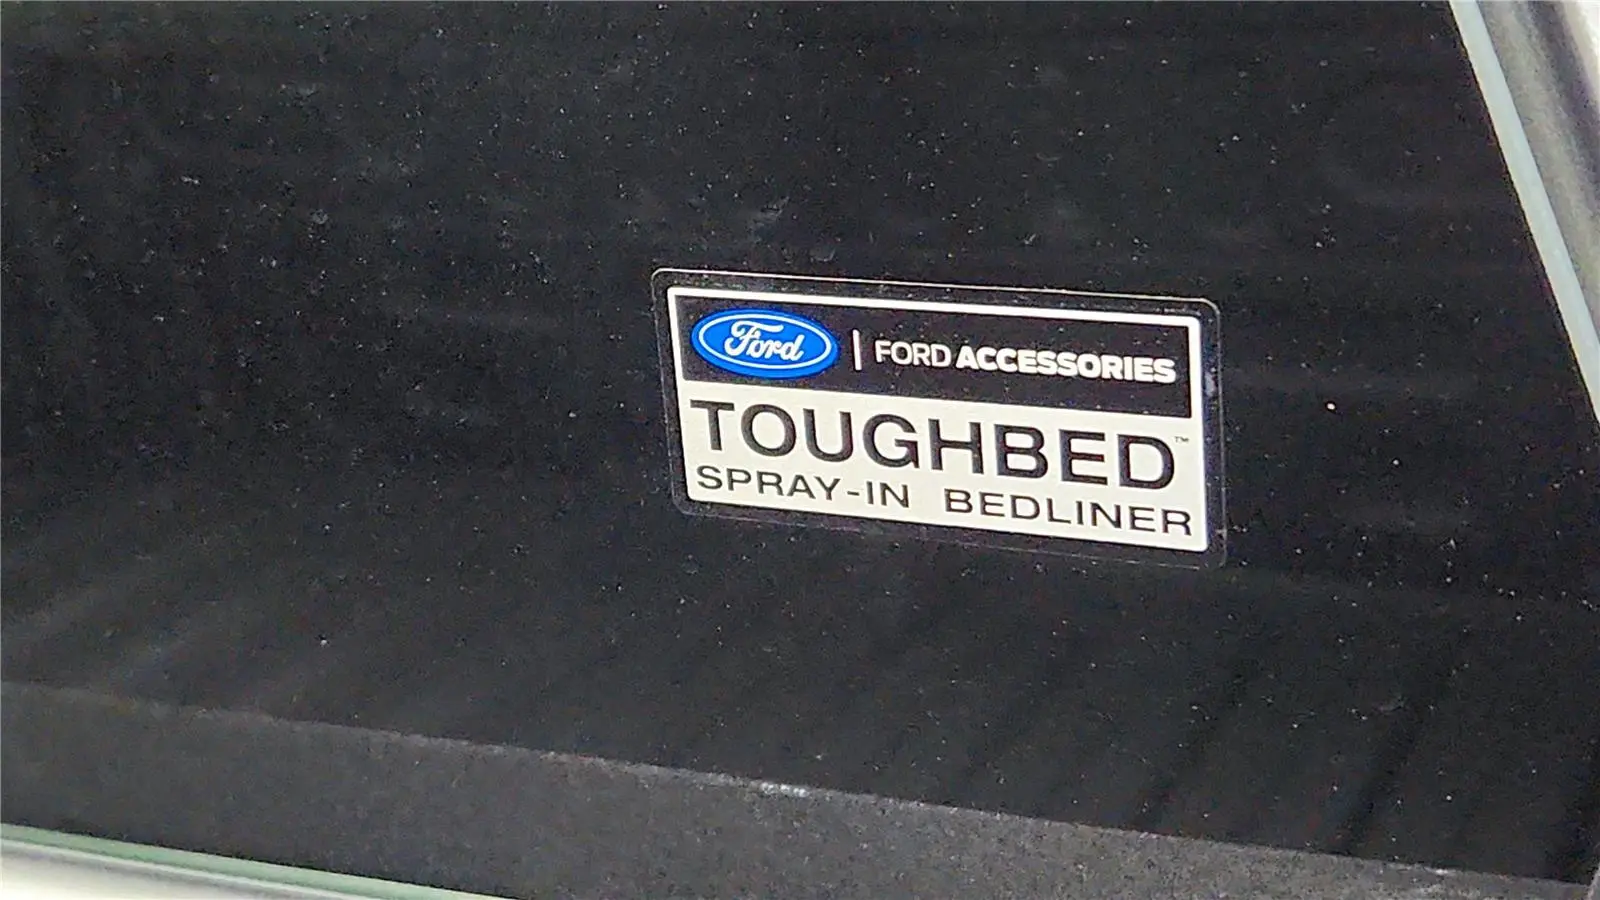 Ford | FORD ACCESSORIES
TOUGHBED™
SPRAY-IN BEDLINER